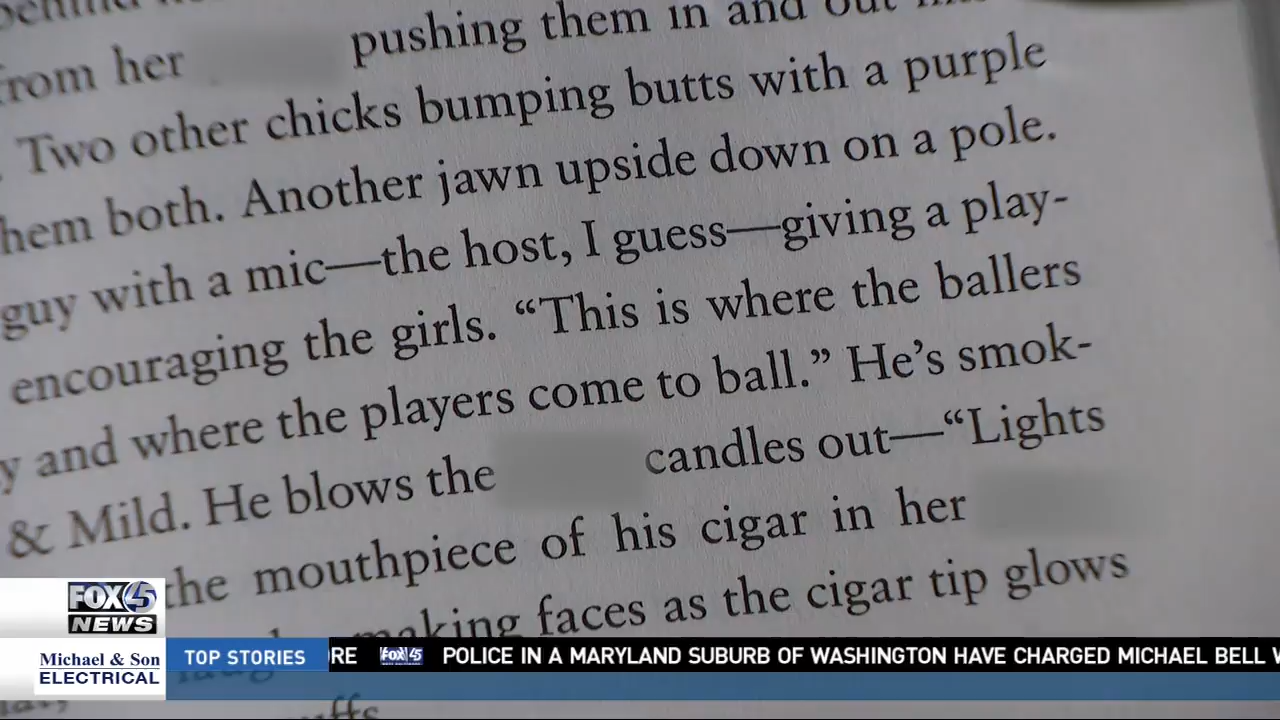 from her pushing them in and out
Two other chicks bumping butts with a purple
hem both. Another jawn upside down on a pole.
guy with a mic—the host, I guess—giving a play-
encouraging the girls. “This is where the ballers
y and where the players come to ball.” He’s smok-
& Mild. He blows the candles out—“Lights
the mouthpiece of his cigar in her
making faces as the cigar tip glows
FOX 45
NEWS
Michael & Son
ELECTRICAL
TOP STORIES
RE FOX 45 POLICE IN A MARYLAND SUBURB OF WASHINGTON HAVE CHARGED MICHAEL BELL W